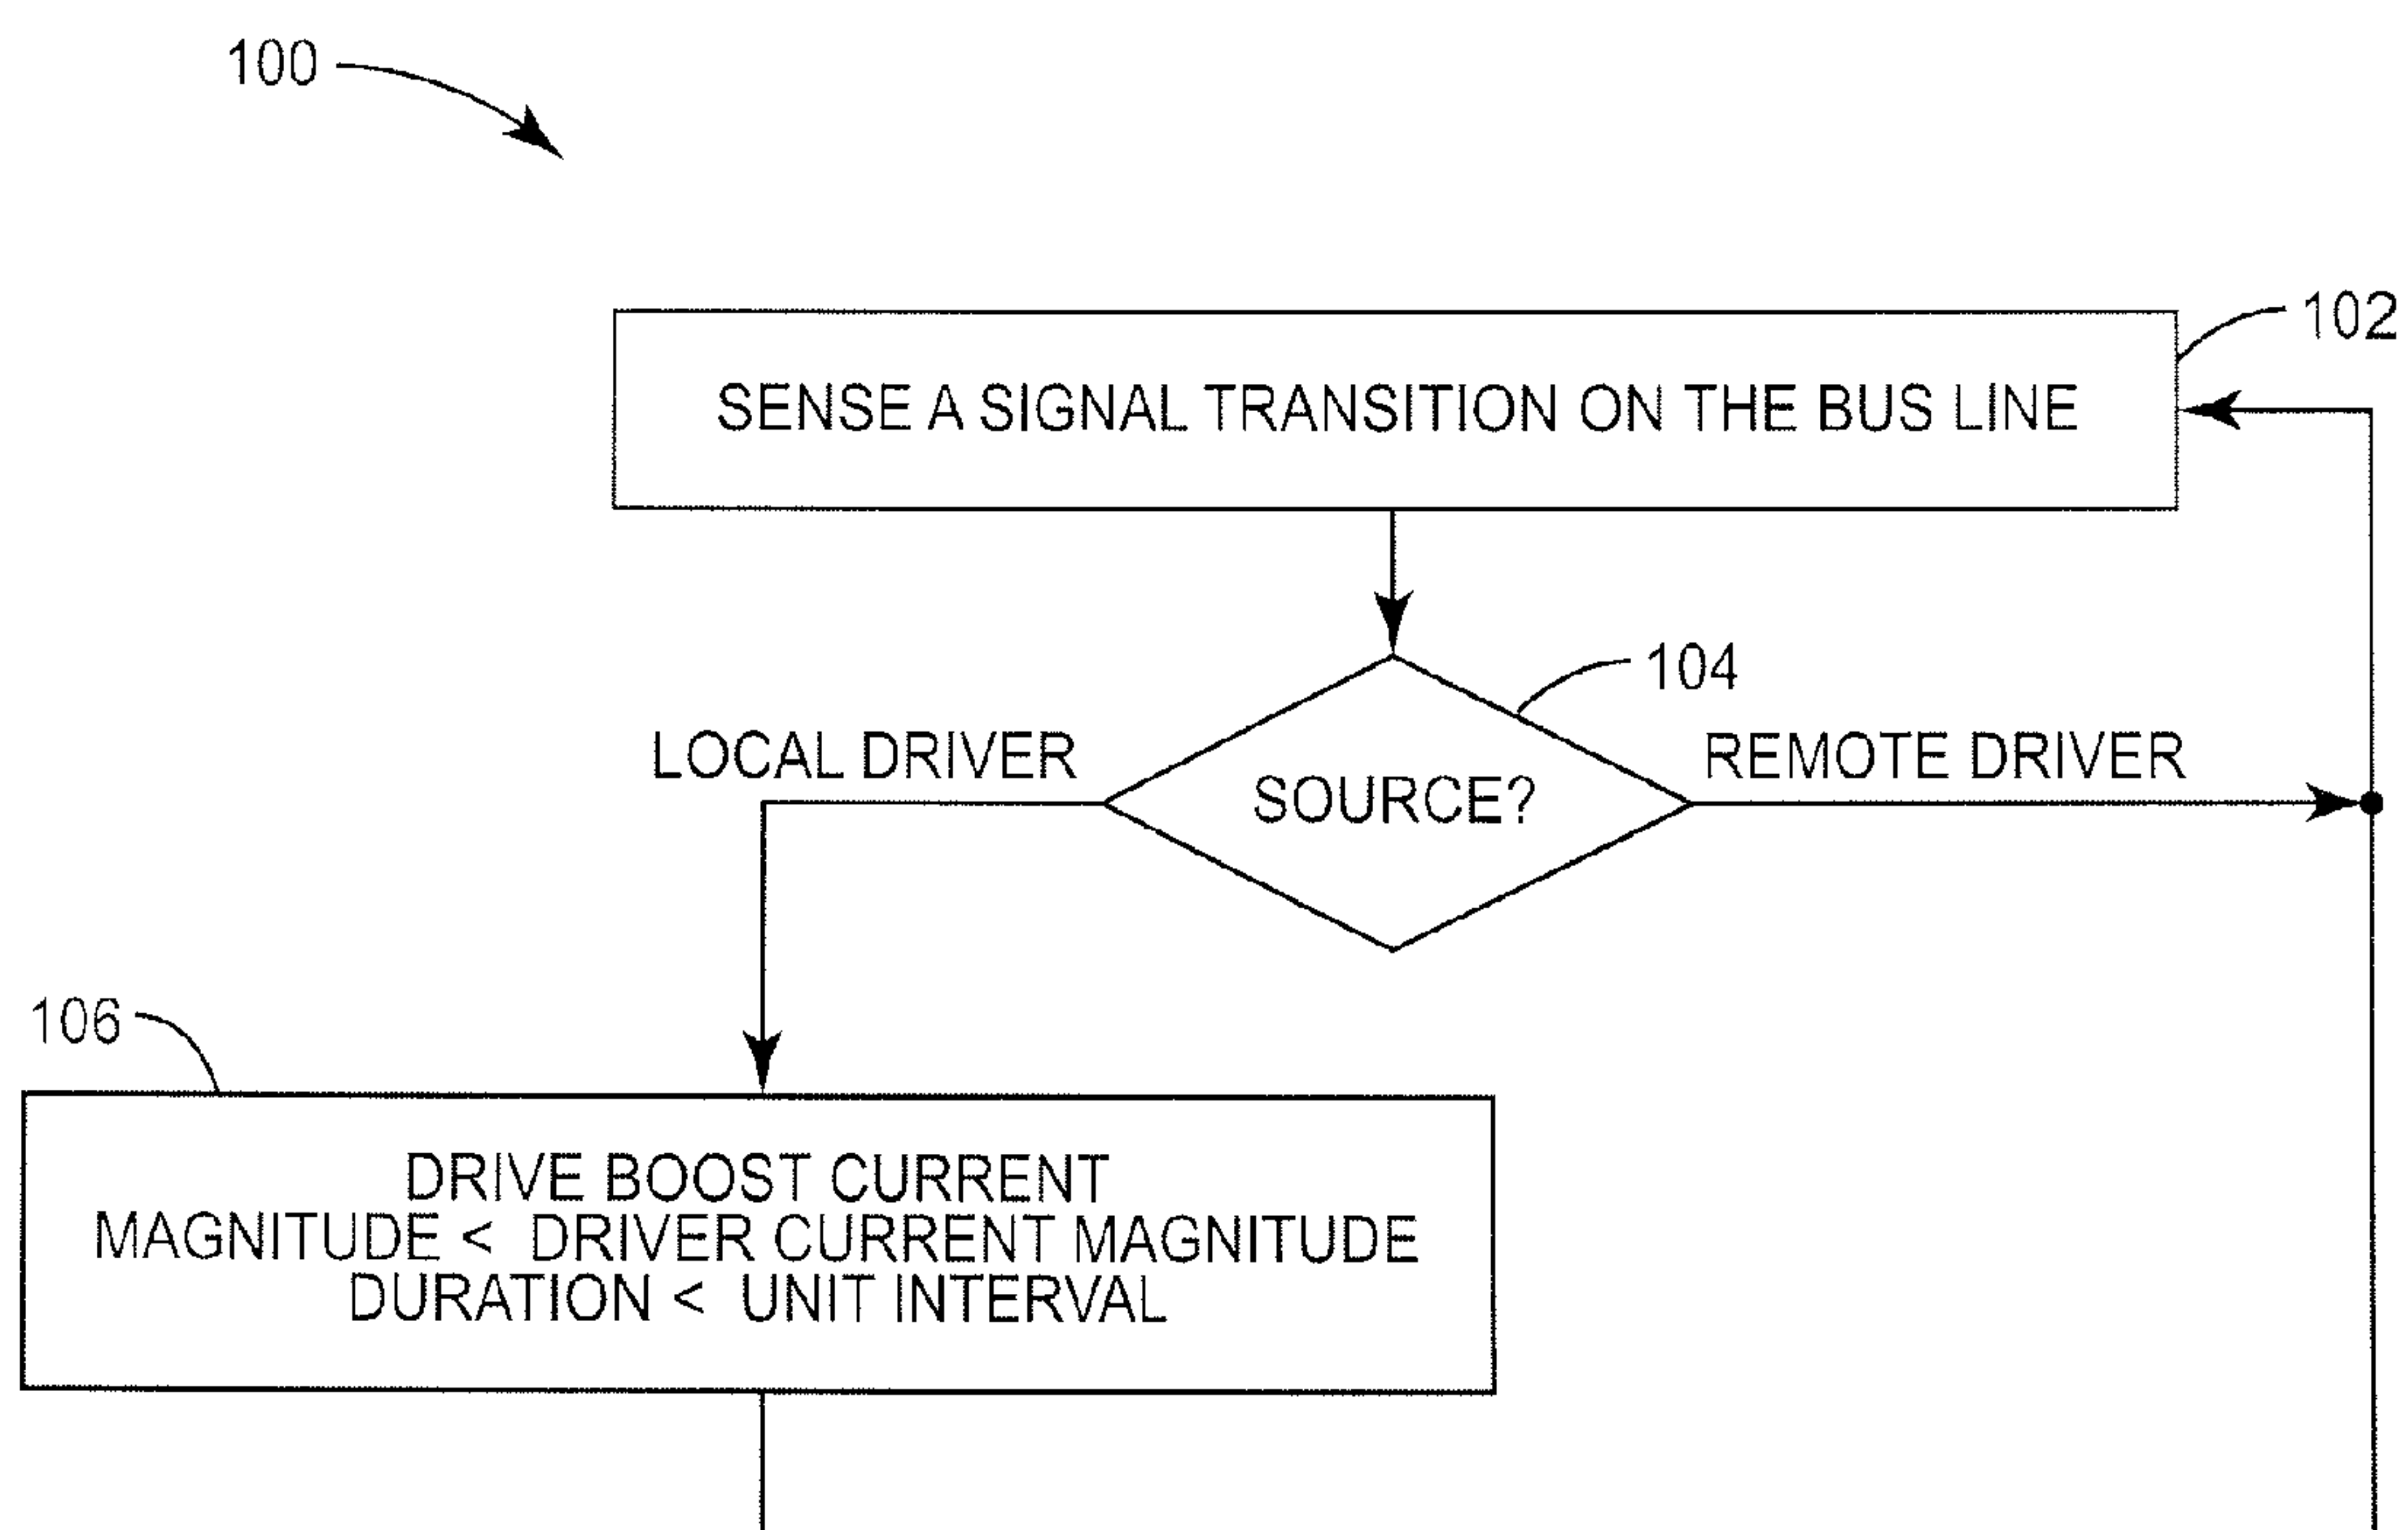 100
102
SENSE A SIGNAL TRANSITION ON THE BUS LINE
104
LOCAL DRIVER
SOURCE?
REMOTE DRIVER
106
DRIVE BOOST CURRENT
MAGNITUDE < DRIVER CURRENT MAGNITUDE
DURATION < UNIT INTERVAL